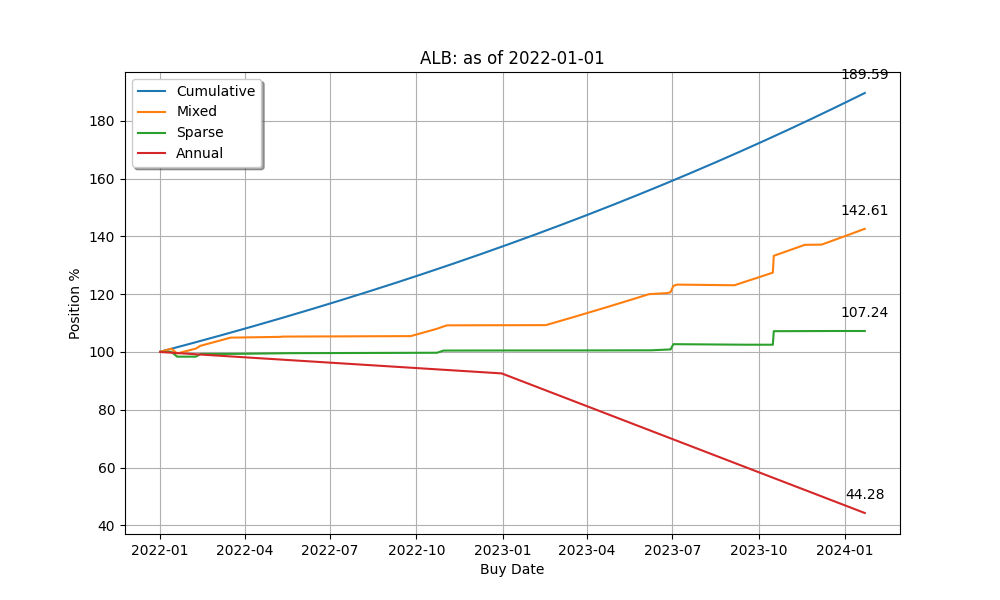 ALB: as of 2022-01-01
189.59
Cumulative
Mixed
Sparse
Annual
142.61
107.24
44.28
180
160
140
120
100
80
60
40
Position %
2022-01 2022-04 2022-07 2022-10 2023-01 2023-04 2023-07 2023-10 2024-01
Buy Date